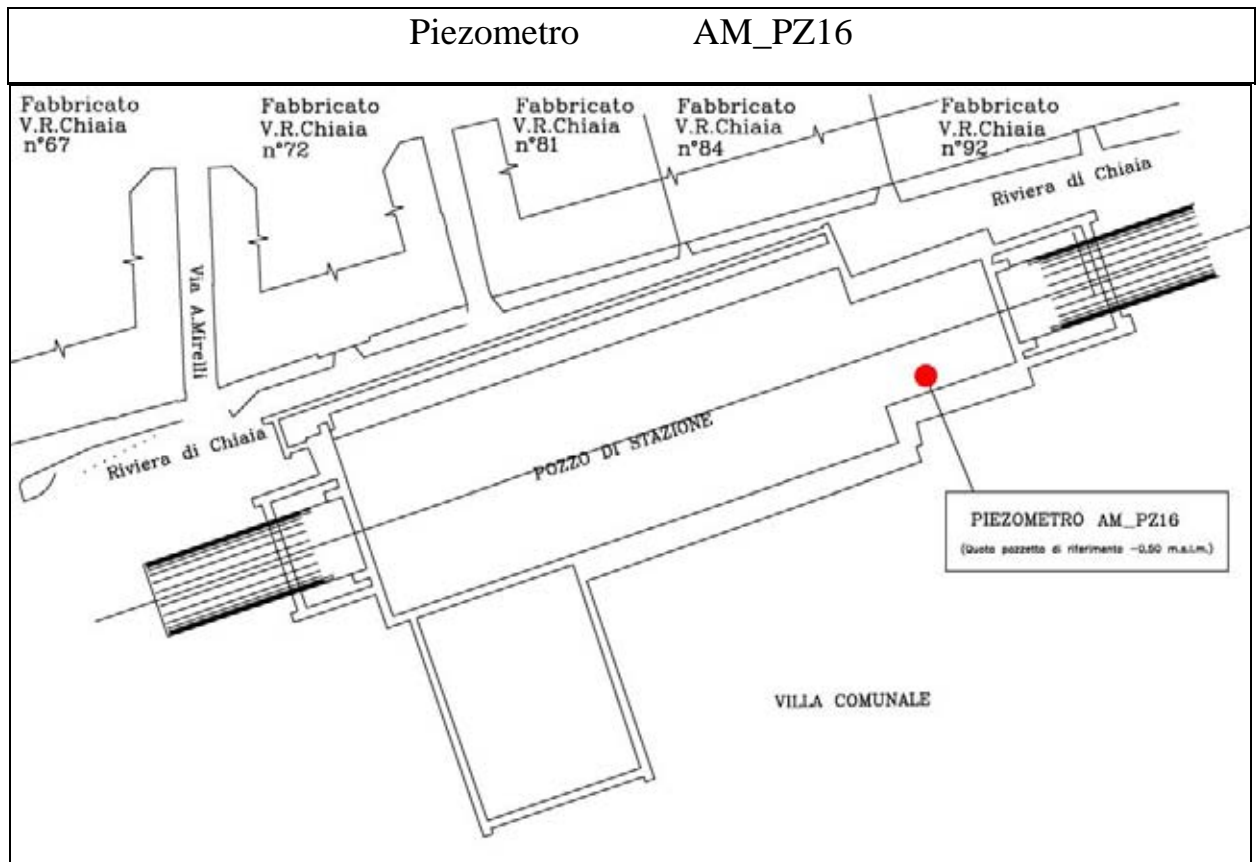 Piezometro AM_PZ16
Fabbricato
V.R.Chiaia
n°67
Fabbricato
V.R.Chiaia
n°72
Fabbricato
V.R.Chiaia
n°81
Fabbricato
V.R.Chiaia
n°84
Fabbricato
V.R.Chiaia
n°92
Riviera di Chiaia
Via A.Mirelli
Riviera di Chiaia
POZZO DI STAZIONE
PIEZOMETRO AM_PZ16
(Quota pozzetto di riferimento -0,50 m.s.l.m.)
VILLA COMUNALE